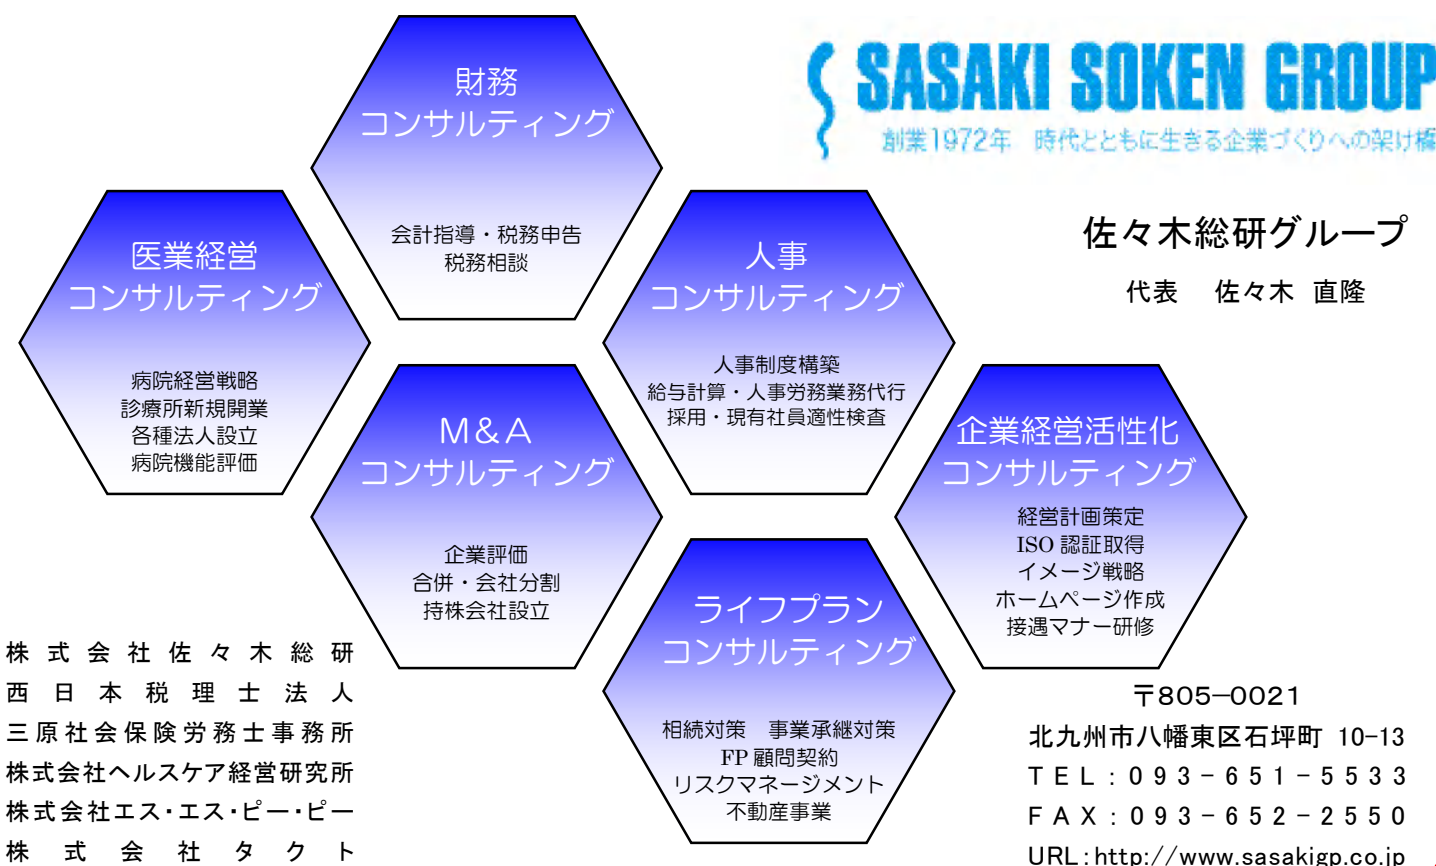 SASAKI SOKEN GROUP
創業1972年 時代とともに生きる企業づくりへの架け橋
佐々木総研グループ
代表 佐々木 直隆
財務
コンサルティング
会計指導・税務申告
税務相談
医業経営
コンサルティング
病院経営戦略
診療所新規開業
各種法人設立
病院機能評価
人事
コンサルティング
人事制度構築
給与計算・人事労務業務代行
採用・現有社員適性検査
M&A
コンサルティング
企業評価
合併・会社分割
持株会社設立
企業経営活性化
コンサルティング
経営計画策定
ISO 認証取得
イメージ戦略
ホームページ作成
接遇マナー研修
ライフプラン
コンサルティング
相続対策 事業承継対策
FP 顧問契約
リスクマネージメント
不動産事業
株式会社佐々木総研
西日本税理士法人
三原社会保険労務士事務所
株式会社ヘルスケア経営研究所
株式会社エス・エス・ピー・ピー
株式会社タクト
〒805-0021
北九州市八幡東区石坪町 10-13
TEL:093-651-5533
FAX:093-652-2550
URL:http://www.sasakigp.co.jp